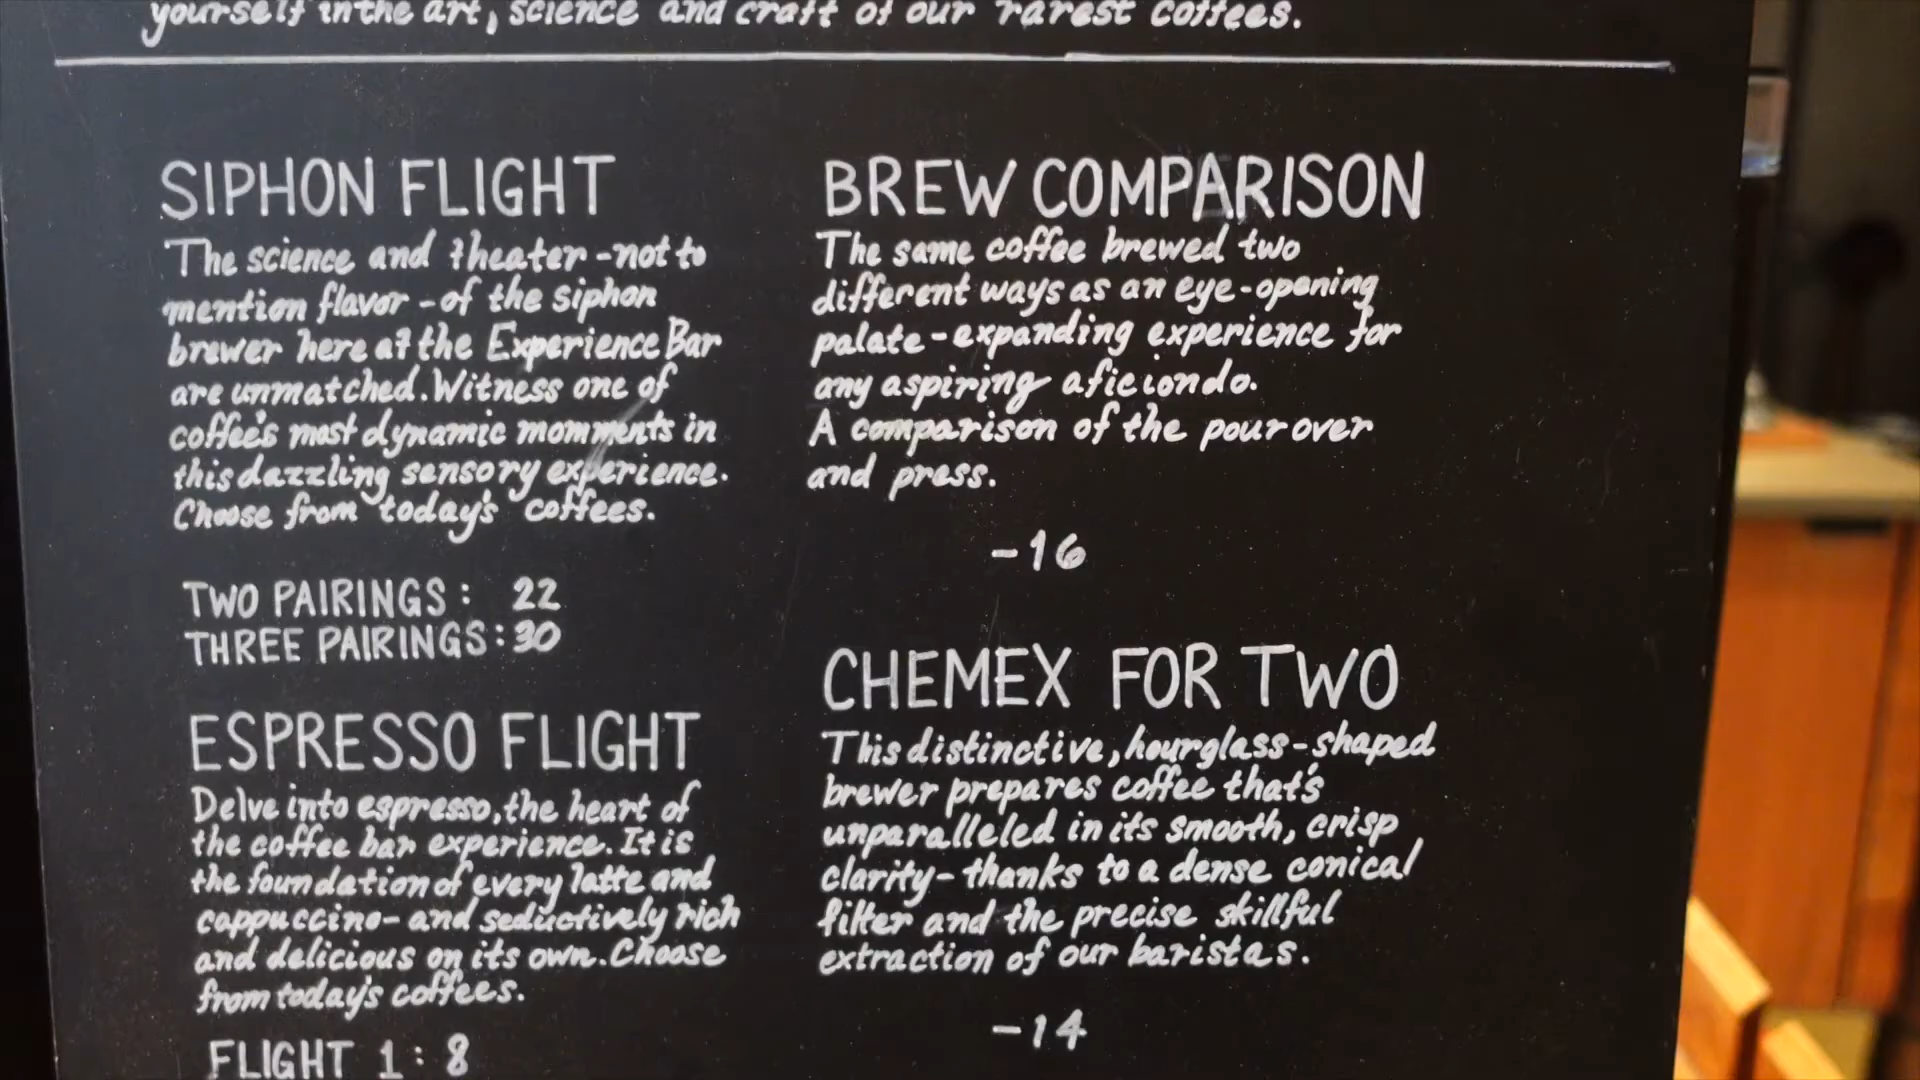 yourself in the art, science and craft of our rarest coffees.
SIPHON FLIGHT
The science and theater-not to
mention flavor-of the siphon
brewer here at the Experience Bar
are unmatched. Witness one of
coffee's most dynamic momments in
this dazzling sensory experience.
Choose from today's coffees.
TWO PAIRINGS: 22
THREE PAIRINGS: 30
ESPRESSO FLIGHT
Delve into espresso, the heart of
the coffee bar experience. It is
the foundation of every latte and
cappuccino- and seductively rich
and delicious on its own. Choose
from today's coffees.
FLIGHT 1: 8
BREW COMPARISON
The same coffee brewed two
different ways as an eye-opening
palate-expanding experience for
any aspiring aficiondo.
A comparison of the pour over
and press.
-16
CHEMEX FOR TWO
This distinctive, hourglass-shaped
brewer prepares coffee that's
unparalleled in its smooth, crisp
clarity- thanks to a dense conical
filter and the precise skillful
extraction of our baristas.
-14